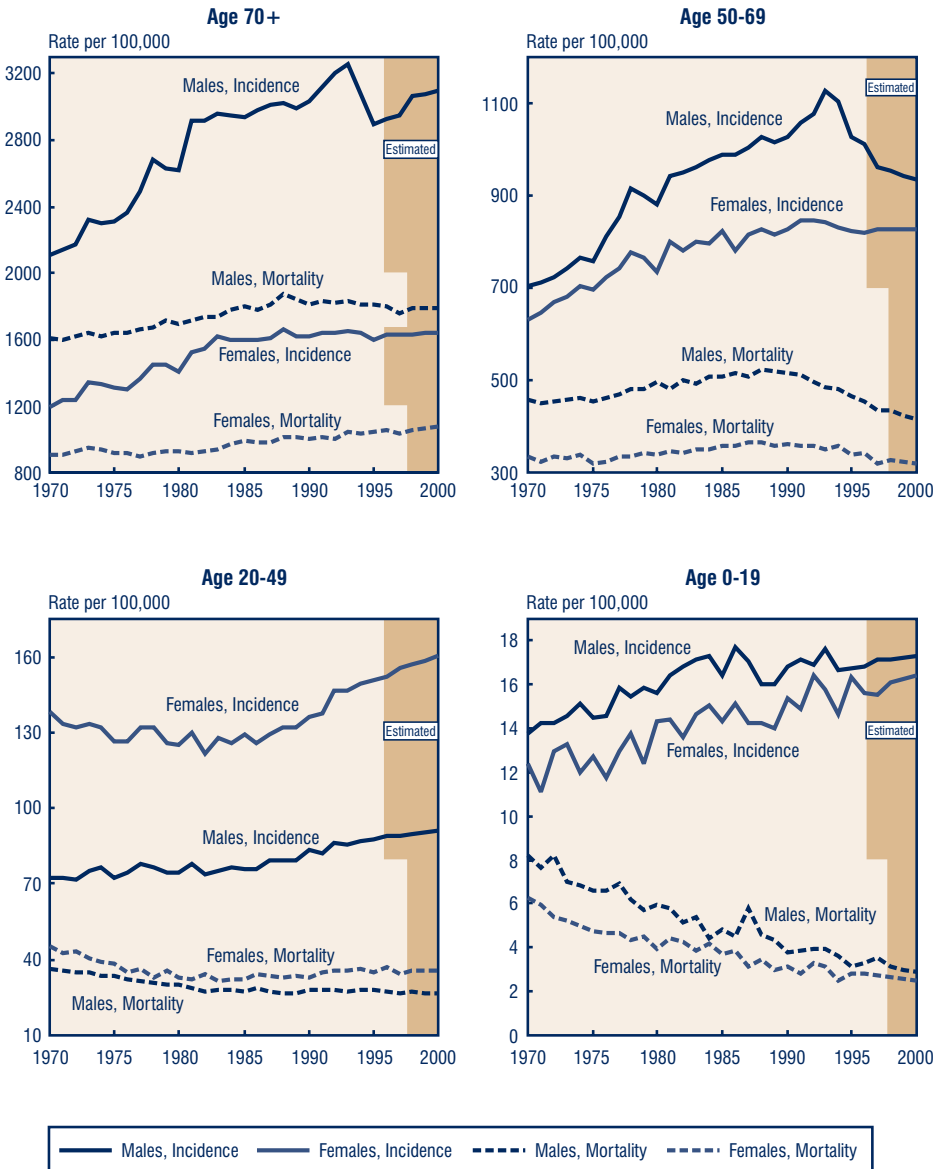 Age 70+
Rate per 100,000
3200
2800
2400
2000
1600
1200
800
Males, Incidence
Estimated
Males, Mortality
Females, Incidence
Females, Mortality
1970 1975 1980 1985 1990 1995 2000
Age 50-69
Rate per 100,000
1100
900
700
500
300
Estimated
Males, Incidence
Females, Incidence
Males, Mortality
Females, Mortality
1970 1975 1980 1985 1990 1995 2000
Age 20-49
Rate per 100,000
160
130
100
70
40
10
Females, Incidence
Estimated
Males, Incidence
Females, Mortality
Males, Mortality
1970 1975 1980 1985 1990 1995 2000
Age 0-19
Rate per 100,000
18
16
14
12
10
8
6
4
2
0
Males, Incidence
Estimated
Females, Incidence
Males, Mortality
Females, Mortality
1970 1975 1980 1985 1990 1995 2000
Males, Incidence Females, Incidence Males, Mortality Females, Mortality